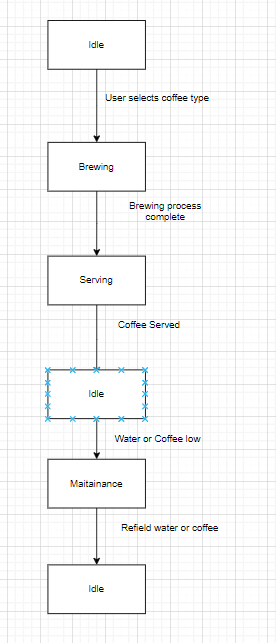 Idle
User selects coffee type
Brewing
Brewing process
complete
Serving
Coffee Served
Idle
Water or Coffee low
Maitainance
Refield water or coffee
Idle